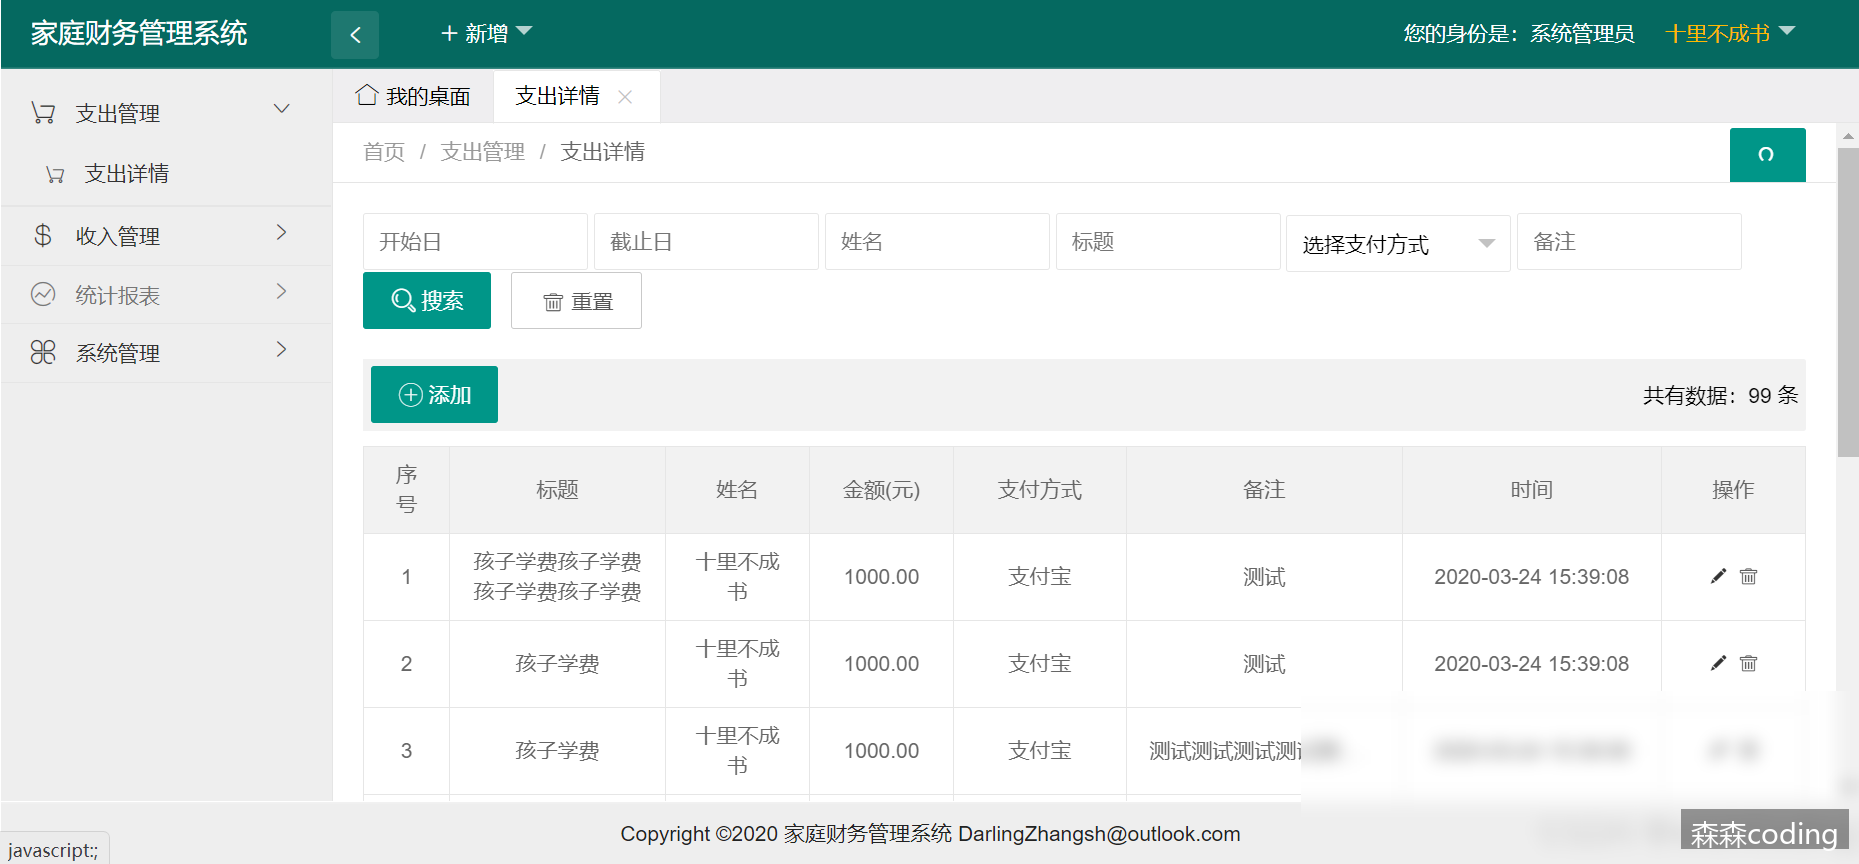 家庭财务管理系统
新增
您的身份是：系统管理员
十里不成书
支出管理
支出详情
收入管理
统计报表
系统管理
我的桌面
支出详情
首页 / 支出管理 / 支出详情
开始日
截止日
姓名
标题
选择支付方式
备注
搜索
重置
添加
共有数据：99 条
序号 标题 姓名 金额(元) 支付方式 备注 时间 操作
1 孩子学费孩子学费孩子学费孩子学费 十里不成书 1000.00 支付宝 测试 2020-03-24 15:39:08
2 孩子学费 十里不成书 1000.00 支付宝 测试 2020-03-24 15:39:08
3 孩子学费 十里不成书 1000.00 支付宝 测试测试测试测
Copyright ©2020 家庭财务管理系统 DarlingZhangsh@outlook.com
javascript:;
森森coding